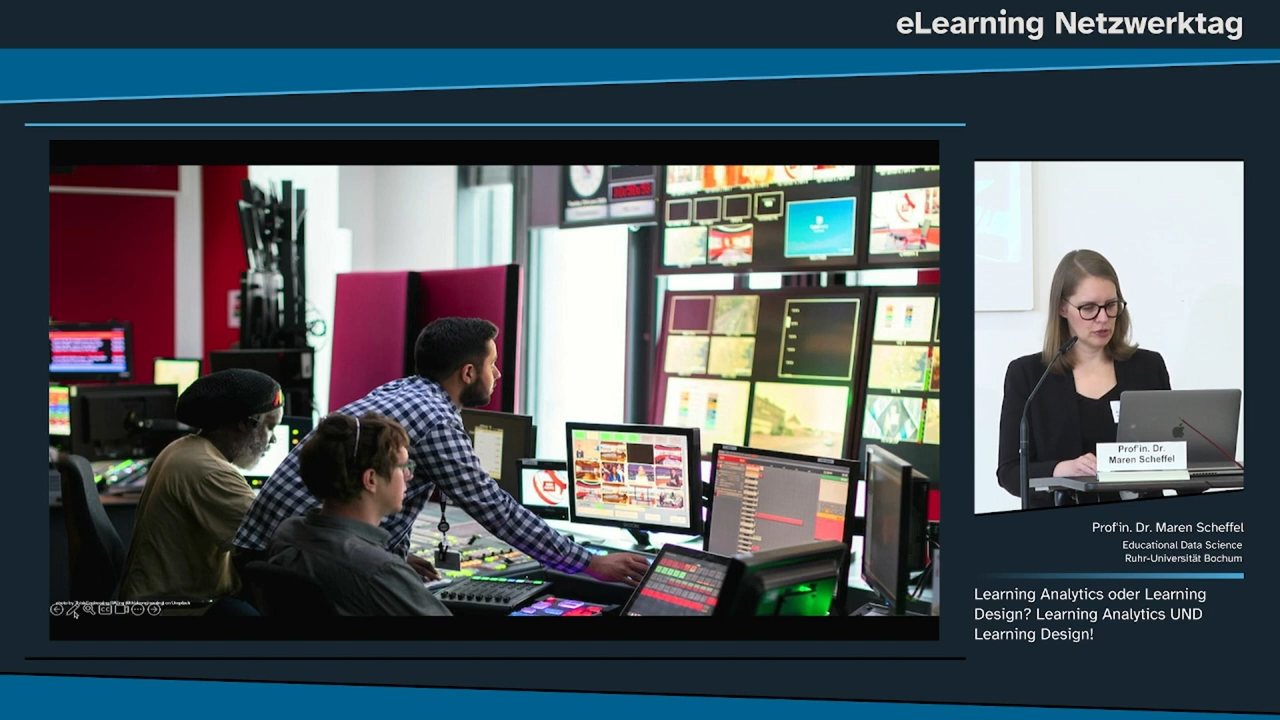 eLearning Netzwerktag
Prof'in. Dr.
Maren Scheffel
Prof'in. Dr. Maren Scheffel
Educational Data Science
Ruhr-Universität Bochum
Learning Analytics oder Learning
Design? Learning Analytics UND
Learning Design!